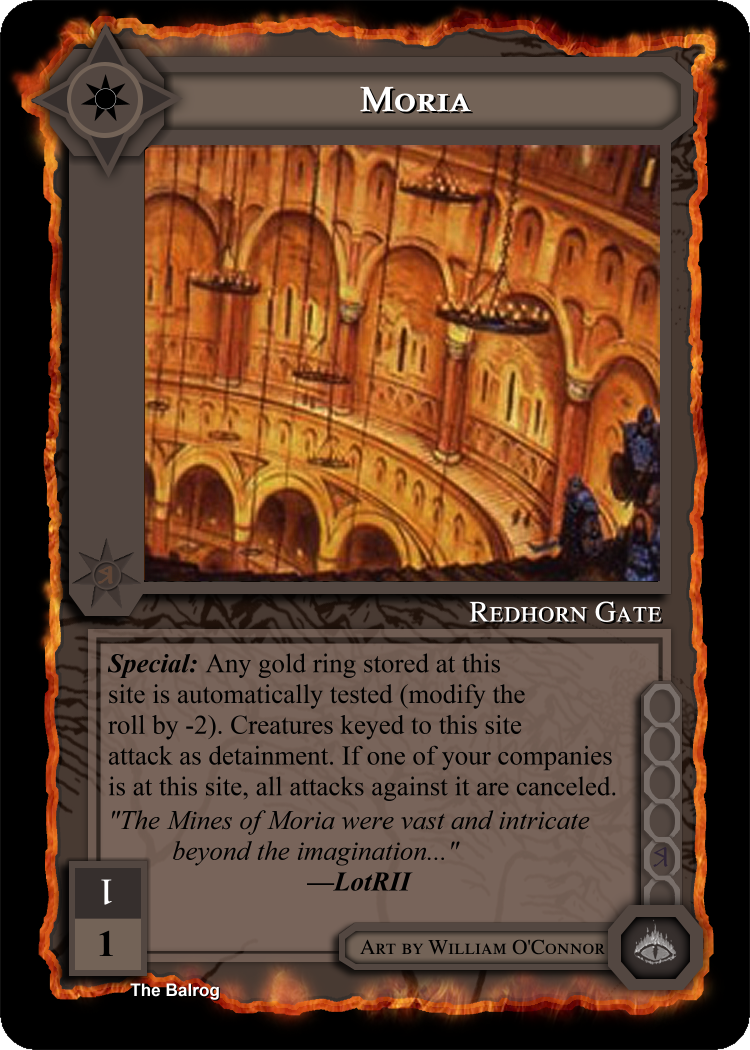 Moria
Redhorn Gate
Special: Any gold ring stored at this
site is automatically tested (modify the
roll by -2). Creatures keyed to this site
attack as detainment. If one of your companies
is at this site, all attacks against it are canceled.
"The Mines of Moria were vast and intricate
beyond the imagination..."
—LotRII
1
Art by William O'Connor
The Balrog